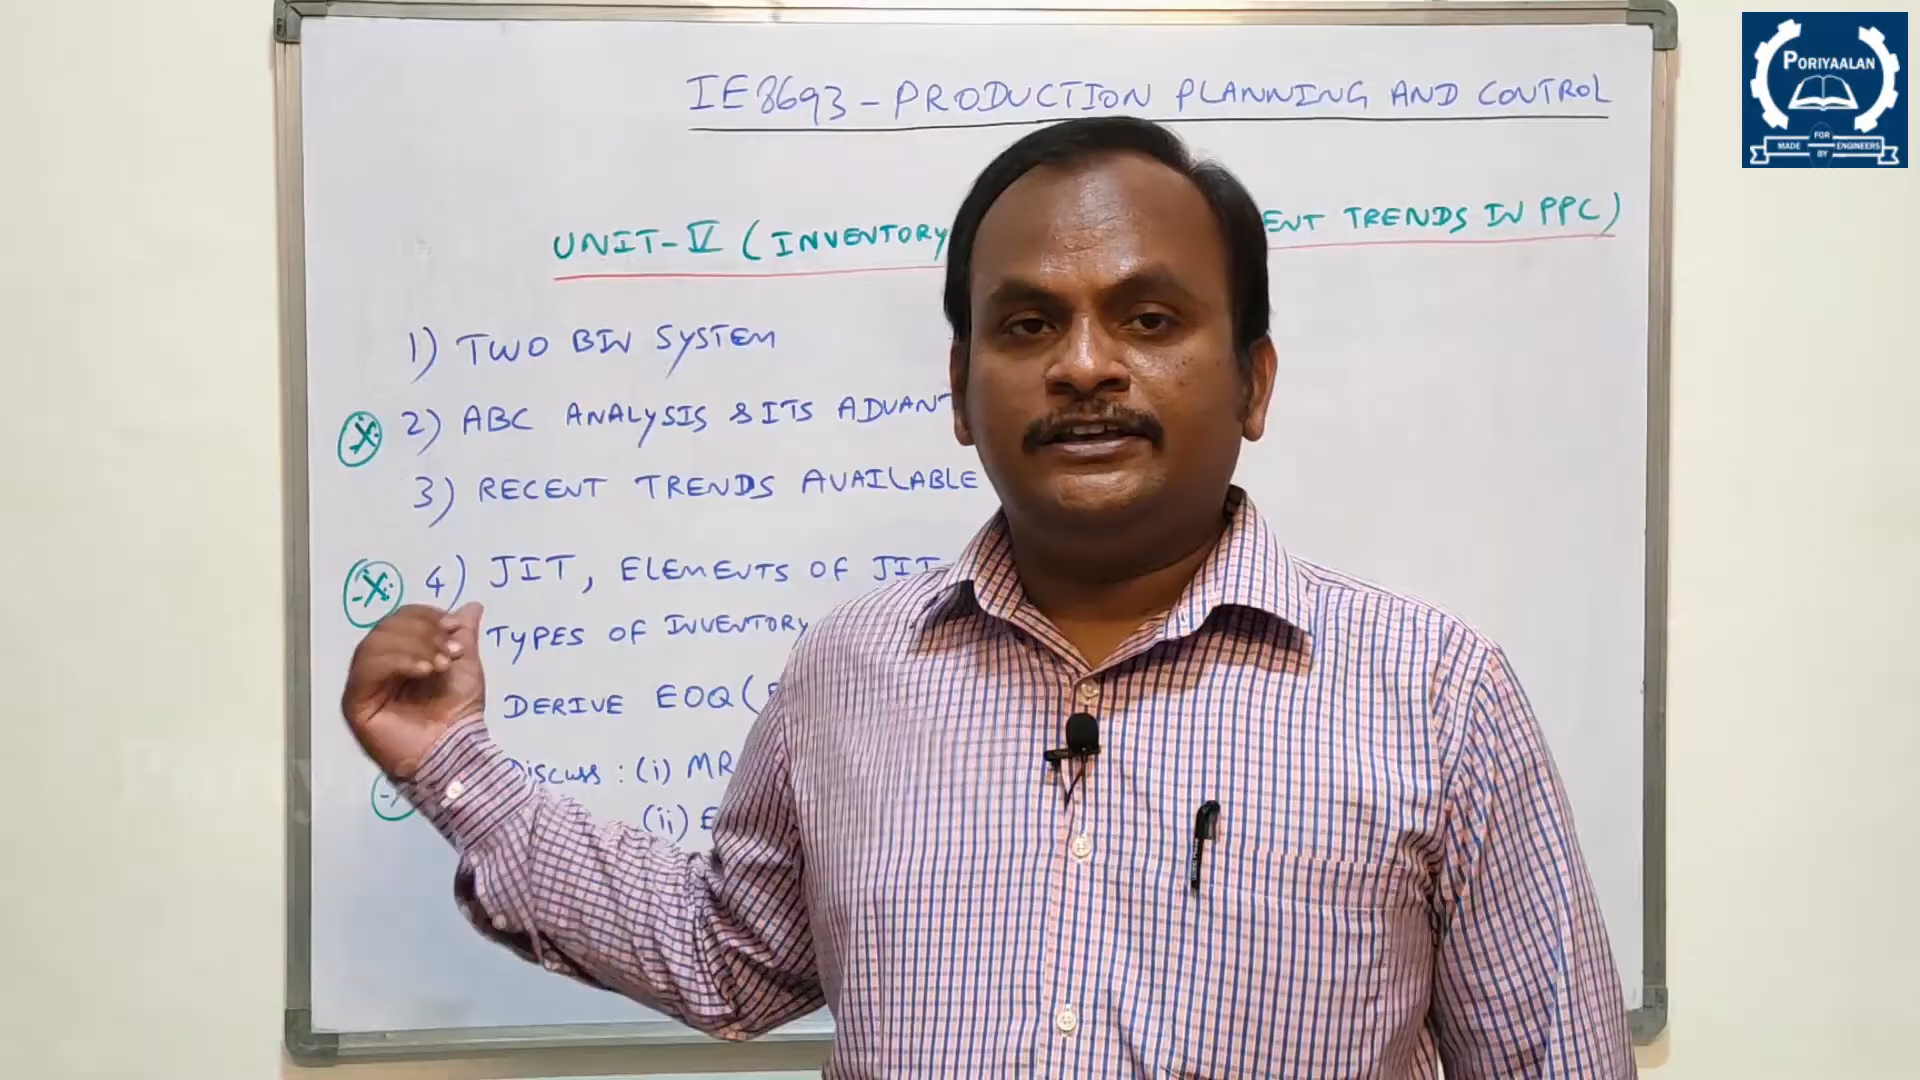 IE8693 - PRODUCTION PLANNING AND CONTROL
PORIYAALAN
MADE FOR BY ENGINEERS
UNIT-V (INVENTORY ENT TRENDS IN PPC)
1) TWO BIN SYSTEM
2) ABC ANALYSIS & ITS ADVANT
3) RECENT TRENDS AVAILABLE
4) JIT, ELEMENTS OF JIT
TYPES OF INVENTORY
DERIVE EOQ (
Discuss : (i) MR
(ii) E